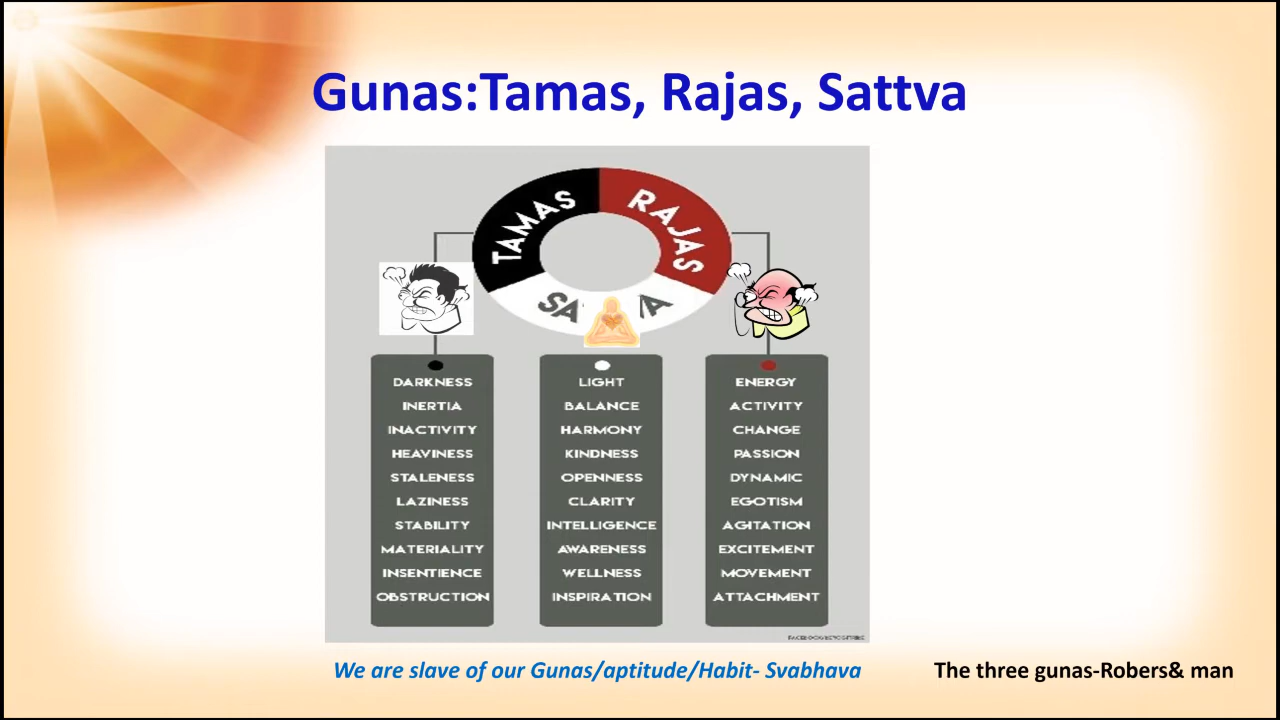 Gunas:Tamas, Rajas, Sattva
TAMAS
RAJAS
DARKNESS
INERTIA
INACTIVITY
HEAVINESS
STALENESS
LAZINESS
STABILITY
MATERIALITY
INSENTIENCE
OBSTRUCTION
LIGHT
BALANCE
HARMONY
KINDNESS
OPENNESS
CLARITY
INTELLIGENCE
AWARENESS
WELLNESS
INSPIRATION
ENERGY
ACTIVITY
CHANGE
PASSION
DYNAMIC
EGOTISM
AGITATION
EXCITEMENT
MOVEMENT
ATTACHMENT
We are slave of our Gunas/aptitude/Habit- Svabhava
The three gunas-Robers& man